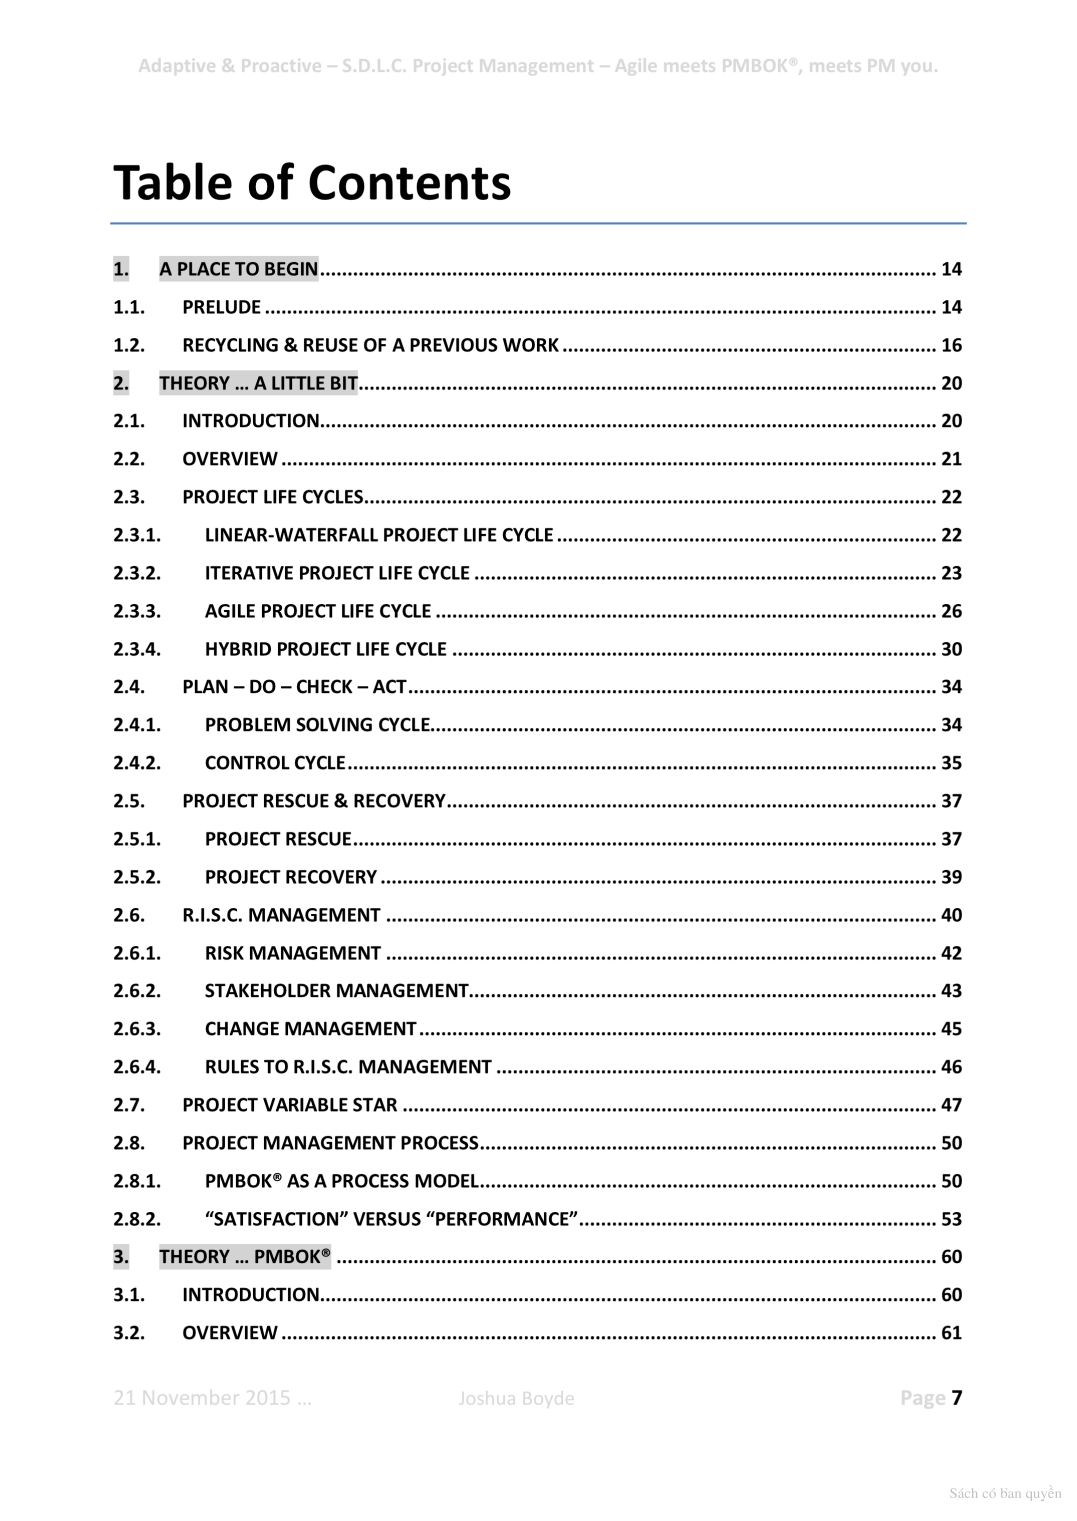 Adaptive & Proactive – S.D.L.C. Project Management – Agile meets PMBOK®, meets PM you.
Table of Contents
1. A PLACE TO BEGIN 14
1.1. PRELUDE 14
1.2. RECYCLING & REUSE OF A PREVIOUS WORK 16
2. THEORY … A LITTLE BIT 20
2.1. INTRODUCTION 20
2.2. OVERVIEW 21
2.3. PROJECT LIFE CYCLES 22
2.3.1. LINEAR-WATERFALL PROJECT LIFE CYCLE 22
2.3.2. ITERATIVE PROJECT LIFE CYCLE 23
2.3.3. AGILE PROJECT LIFE CYCLE 26
2.3.4. HYBRID PROJECT LIFE CYCLE 30
2.4. PLAN – DO – CHECK – ACT 34
2.4.1. PROBLEM SOLVING CYCLE 34
2.4.2. CONTROL CYCLE 35
2.5. PROJECT RESCUE & RECOVERY 37
2.5.1. PROJECT RESCUE 37
2.5.2. PROJECT RECOVERY 39
2.6. R.I.S.C. MANAGEMENT 40
2.6.1. RISK MANAGEMENT 42
2.6.2. STAKEHOLDER MANAGEMENT 43
2.6.3. CHANGE MANAGEMENT 45
2.6.4. RULES TO R.I.S.C. MANAGEMENT 46
2.7. PROJECT VARIABLE STAR 47
2.8. PROJECT MANAGEMENT PROCESS 50
2.8.1. PMBOK® AS A PROCESS MODEL 50
2.8.2. “SATISFACTION” VERSUS “PERFORMANCE” 53
3. THEORY … PMBOK® 60
3.1. INTRODUCTION 60
3.2. OVERVIEW 61
21 November 2015 … Joshua Boyde Page 7
Sách có bản quyền